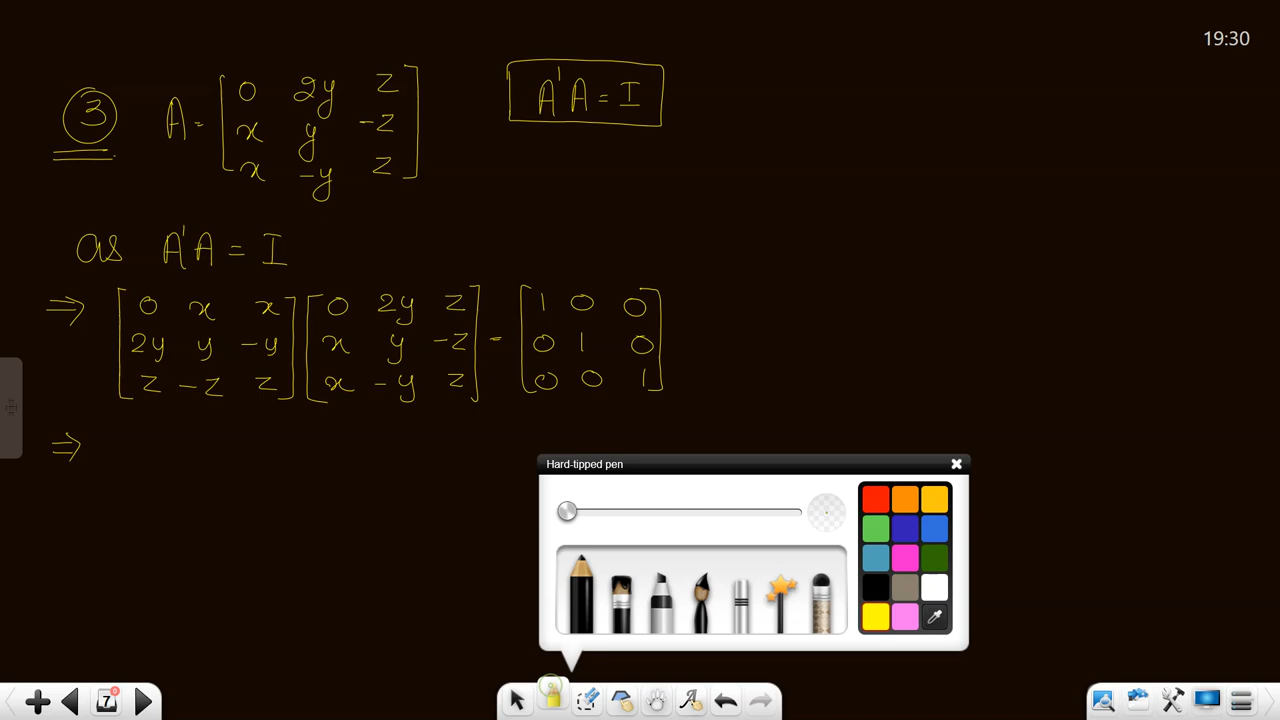 19:30
3 A = [0 2y z
x y -z
x -y z]
A'A = I
as A'A = I
⇒ [0 x x] [0 2y z] = [1 0 0]
[2y y -y] [x y -z] [0 1 0]
[z -z z] [x -y z] [0 0 1]
⇒
Hard-tipped pen
7
0